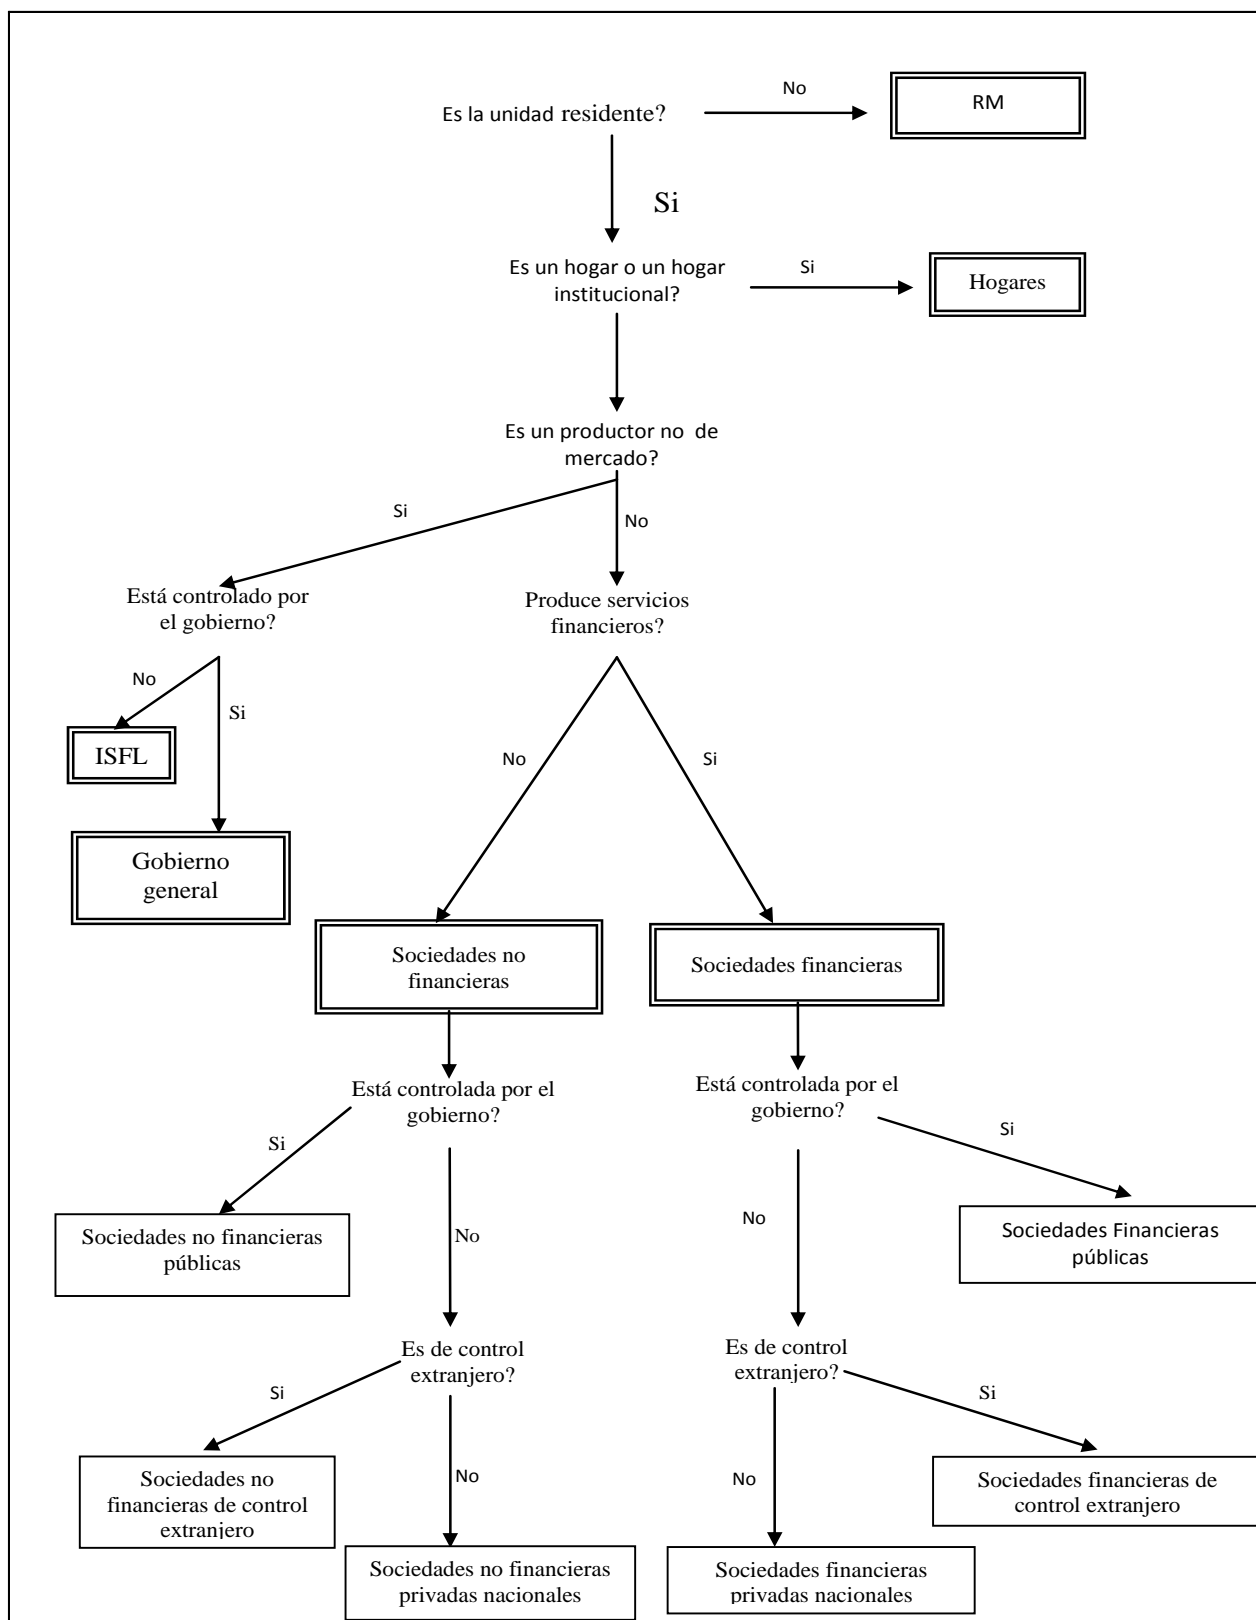 No
RM
Es la unidad residente?
Si
Es un hogar o un hogar
institucional?
Si
Hogares
Es un productor no  de
mercado?
Si
No
Está controlado por
el gobierno?
Produce servicios
financieros?
No
Si
ISFL
No
Si
Gobierno
general
Sociedades no
financieras
Sociedades financieras
Está controlada por el
gobierno?
Está controlada por el
gobierno?
Si
Si
No
No
Sociedades no financieras
públicas
Sociedades Financieras
públicas
Es de control
extranjero?
Es de control
extranjero?
Si
Si
No
No
Sociedades no
financieras de control
extranjero
Sociedades financieras de
control extranjero
Sociedades no financieras
privadas nacionales
Sociedades financieras
privadas nacionales